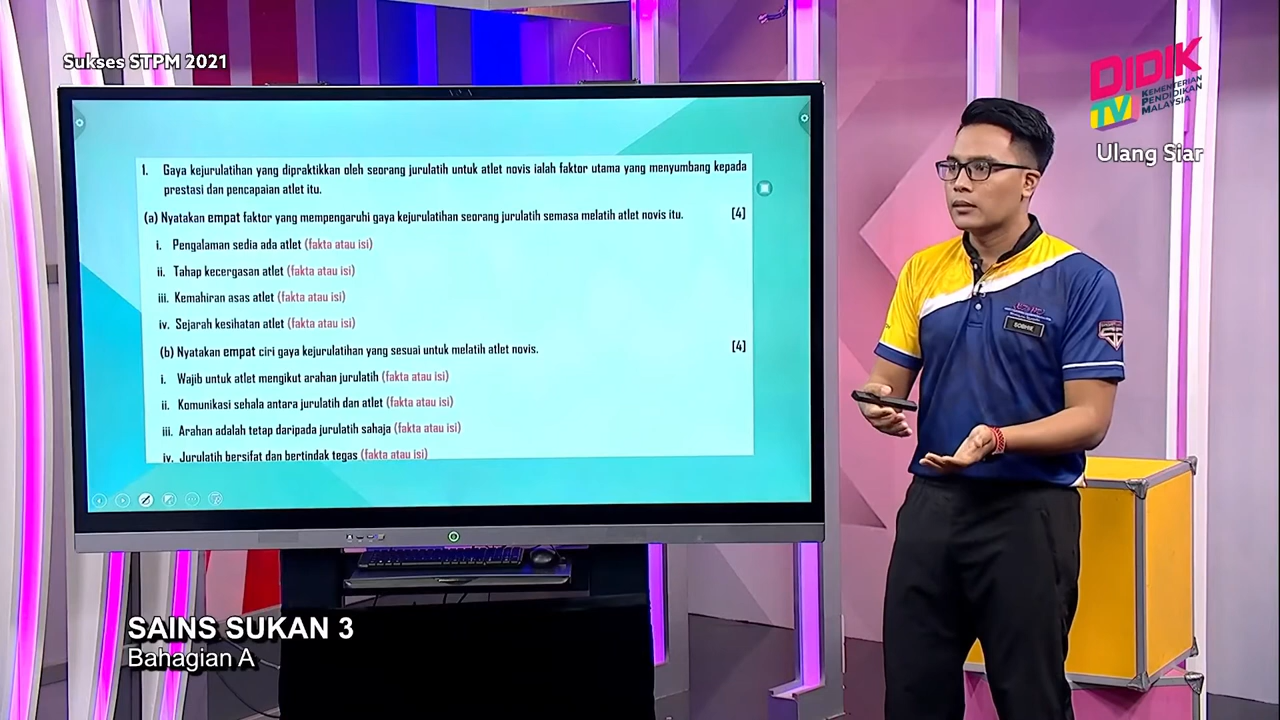 Sukses STPM 2021
DIDIK
TV
KEMENTERIAN
PENDIDIKAN
MALAYSIA
Ulang Siar
1. Gaya kejurulatihan yang dipraktikkan oleh seorang jurulatih untuk atlet novis ialah faktor utama yang menyumbang kepada
prestasi dan pencapaian atlet itu.
(a) Nyatakan empat faktor yang mempengaruhi gaya kejurulatihan seorang jurulatih semasa melatih atlet novis itu. [4]
i. Pengalaman sedia ada atlet (fakta atau isi)
ii. Tahap kecergasan atlet (fakta atau isi)
iii. Kemahiran asas atlet (fakta atau isi)
iv. Sejarah kesihatan atlet (fakta atau isi)
(b) Nyatakan empat ciri gaya kejurulatihan yang sesuai untuk melatih atlet novis. [4]
i. Wajib untuk atlet mengikut arahan jurulatih (fakta atau isi)
ii. Komunikasi sehala antara jurulatih dan atlet (fakta atau isi)
iii. Arahan adalah tetap daripada jurulatih sahaja (fakta atau isi)
iv. Jurulatih bersifat dan bertindak tegas (fakta atau isi)
SAINS SUKAN 3
Bahagian A